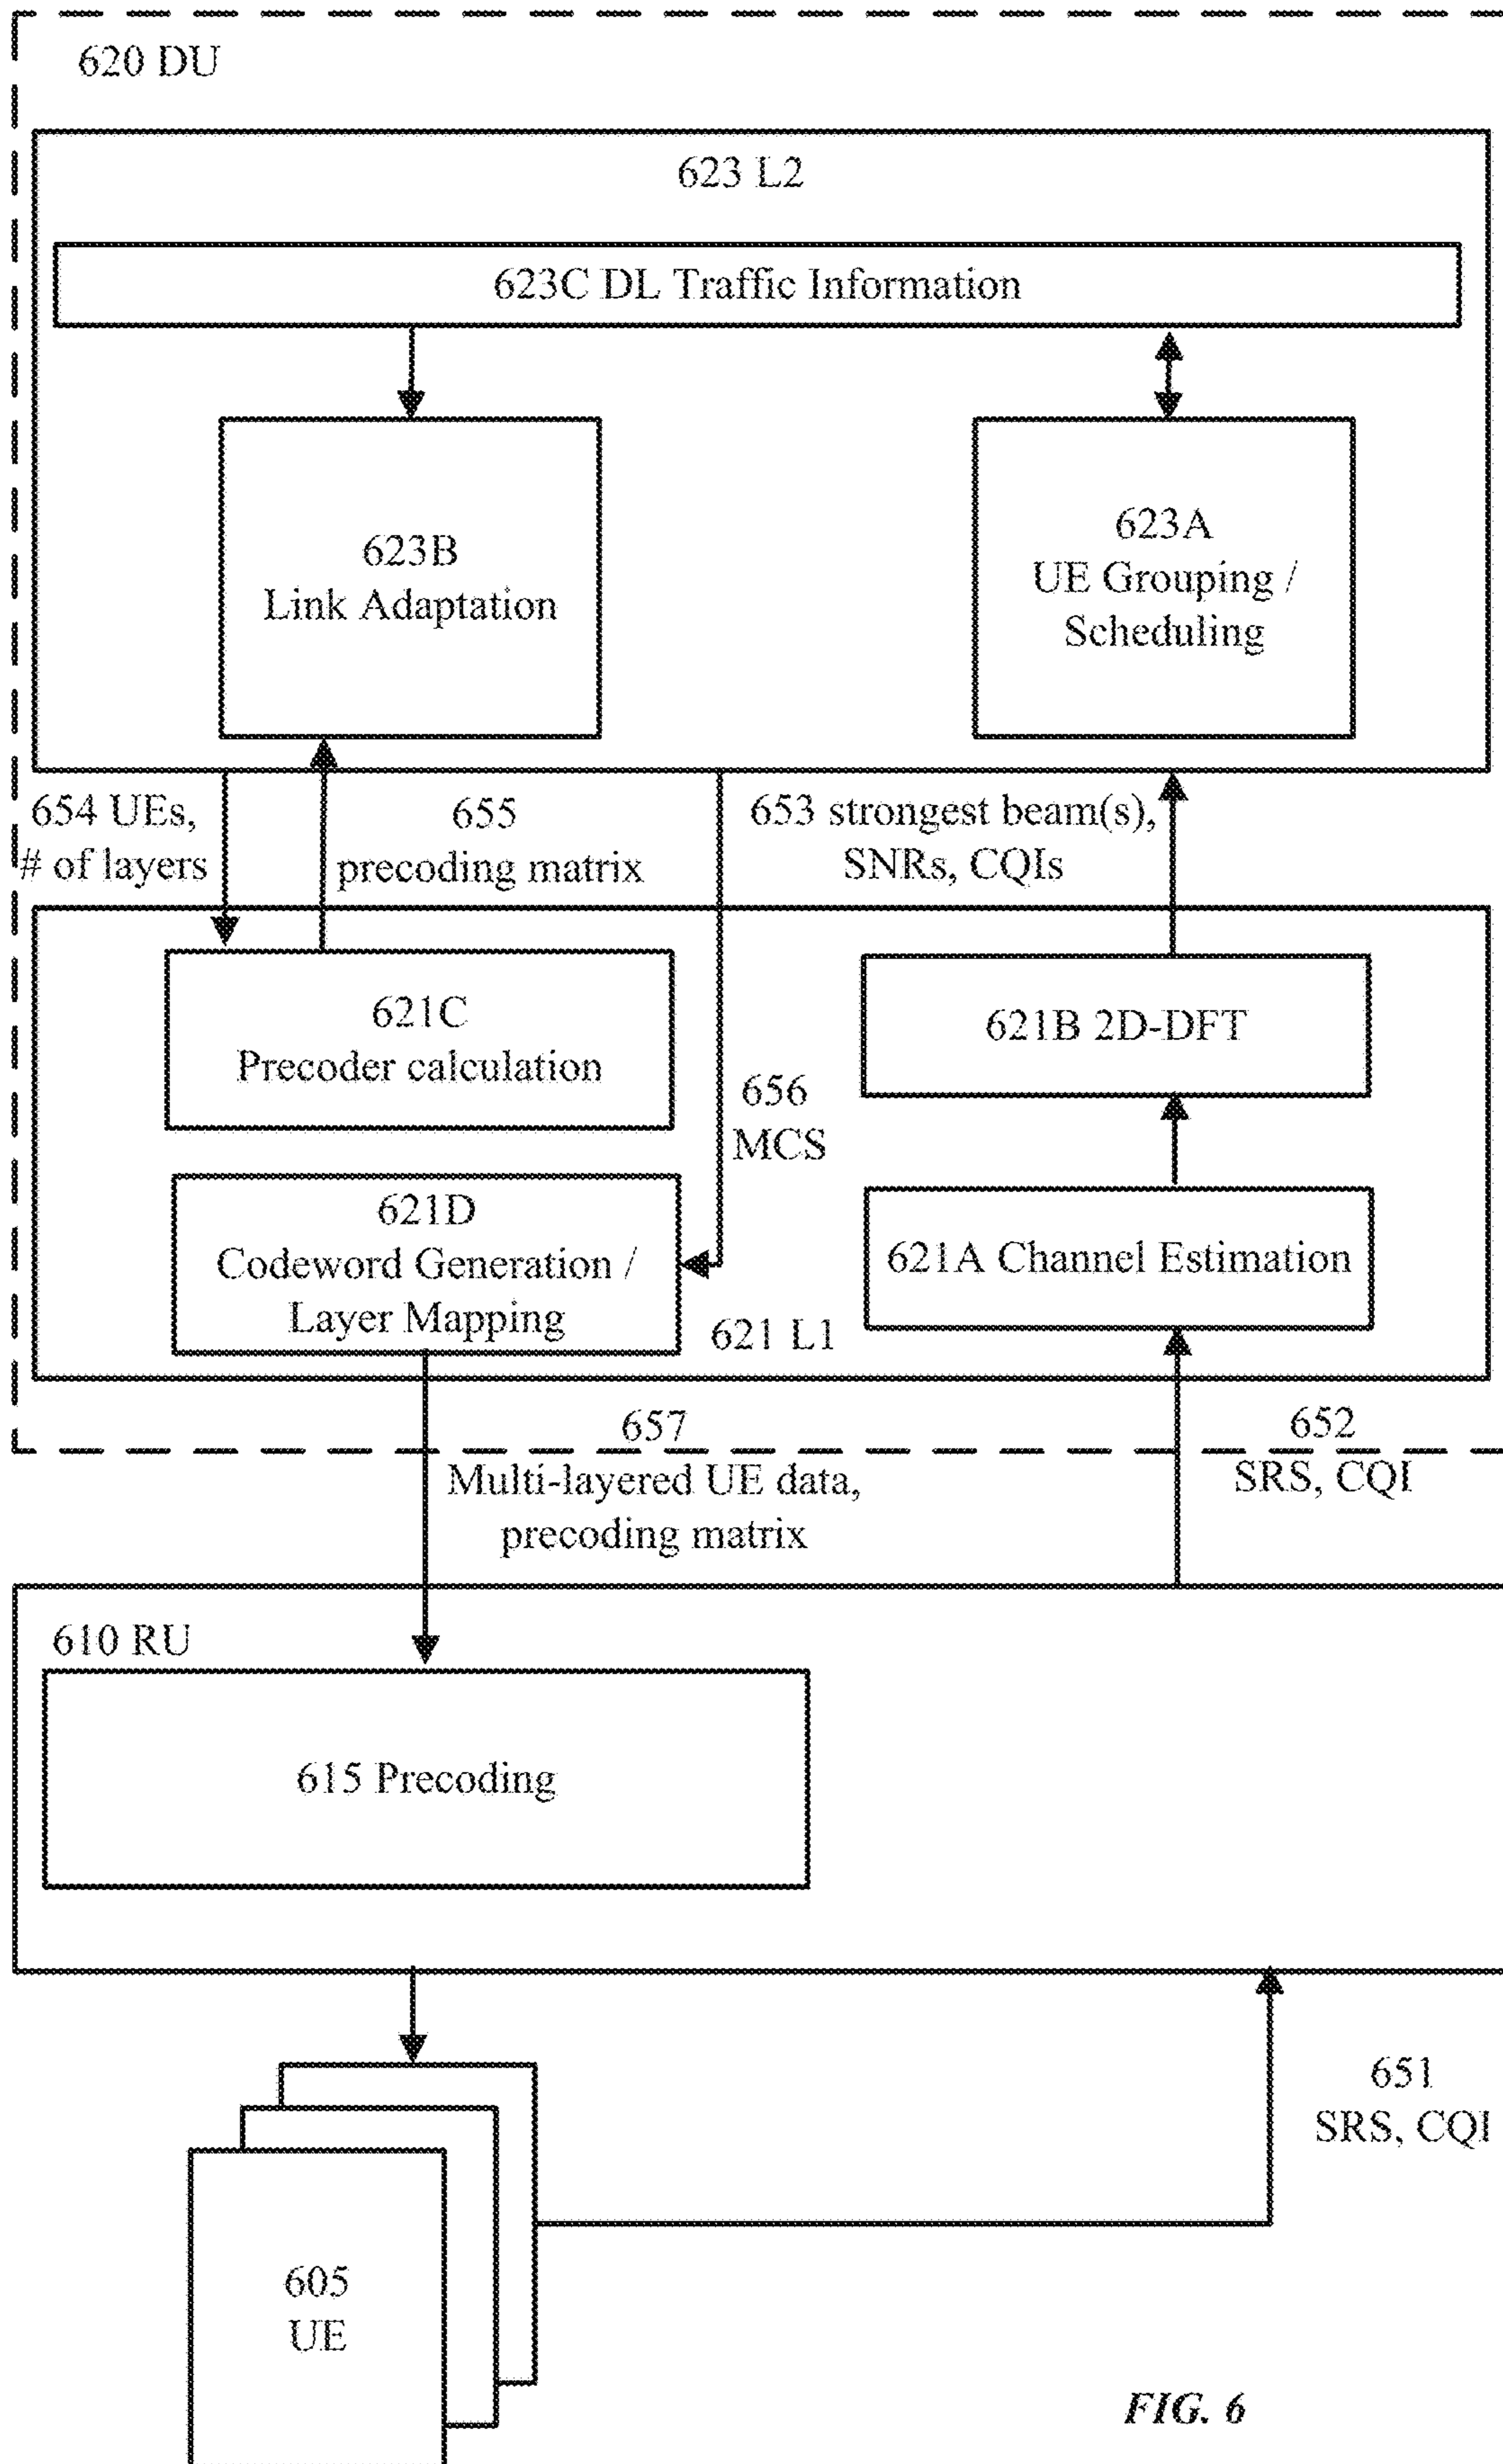 620 DU
623 L2
623C DL Traffic Information
623B
Link Adaptation
623A
UE Grouping /
Scheduling
654 UEs,
# of layers
655
precoding matrix
653 strongest beam(s),
SNRs, CQIs
621C
Precoder calculation
621B 2D-DFT
656
MCS
621D
Codeword Generation /
Layer Mapping
621A Channel Estimation
621 L1
657
Multi-layered UE data,
precoding matrix
652
SRS, CQI
610 RU
615 Precoding
651
SRS, CQI
605
UE
FIG. 6